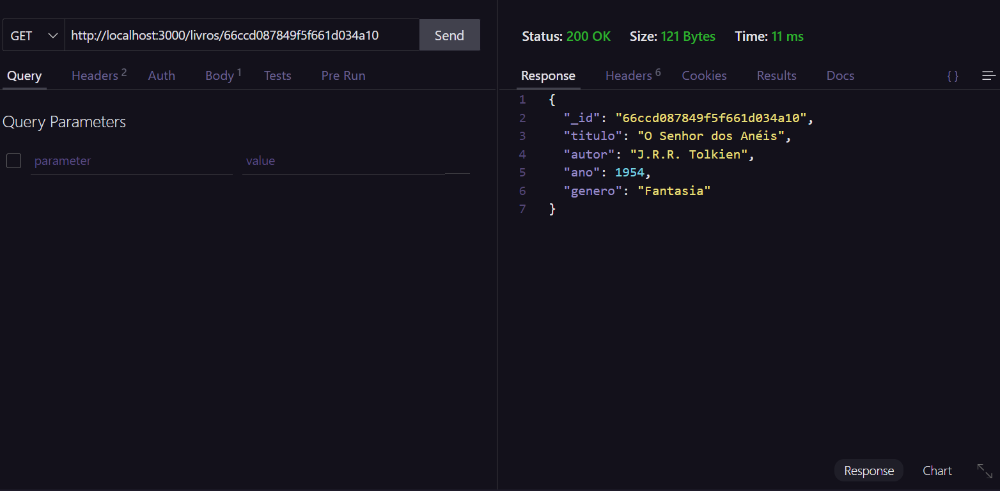 GET http://localhost:3000/livros/66ccd087849f5f661d034a10 Send
Query Headers 2 Auth Body 1 Tests Pre Run
Query Parameters
parameter value
Status: 200 OK Size: 121 Bytes Time: 11 ms
Response Headers 6 Cookies Results Docs { }
1 {
2 "_id": "66ccd087849f5f661d034a10",
3 "titulo": "O Senhor dos Anéis",
4 "autor": "J.R.R. Tolkien",
5 "ano": 1954,
6 "genero": "Fantasia"
7 }
Response Chart